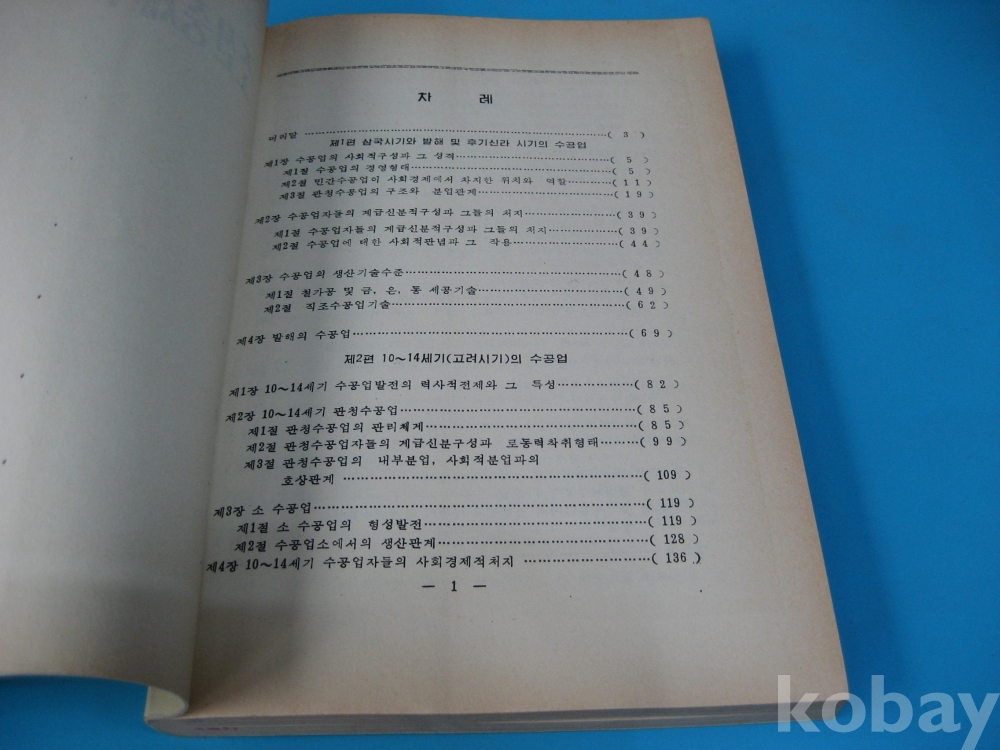 차 례
머리말 ……………………………………………( 3 )
제1편 삼국시기와 발해 및 후기신라 시기의 수공업
제1장 수공업의 사회적구성과 그 성격 ……………………( 5 )
제1절 수공업의 경영형태 ……………………………( 5 )
제2절 민간수공업이 사회경제에서 차지한 위치와 역할 ……………( 11 )
제3절 관청수공업의 구조와 분업관계 ……………………( 19 )
제2장 수공업자들의 계급신분적구성과 그들의 처지 ……………( 39 )
제1절 수공업자들의 계급신분적구성과 그들의 처지 ……………( 39 )
제2절 수공업에 대한 사회적관념과 그 작용 ……………………( 44 )
제3장 수공업의 생산기술수준 ……………………………( 48 )
제1절 철가공 및 금, 은, 동 세공기술 ……………………( 49 )
제2절 직조수공업기술 ……………………………( 62 )
제4장 발해의 수공업 ……………………………………( 69 )
제2편 10~14세기(고려시기)의 수공업
제1장 10~14세기 수공업발전의 력사적전제와 그 특성 ……………( 82 )
제2장 10~14세기 관청수공업 ……………………………( 85 )
제1절 관청수공업의 관리체계 ……………………………( 85 )
제2절 관청수공업자들의 계급신분구성과 로동력착취형태 ………( 99 )
제3절 관청수공업의 내부분업, 사회적분업과의
호상관계 ……………………………………………( 109 )
제3장 소 수공업 ……………………………………………( 119 )
제1절 소 수공업의 형성발전 ……………………………( 119 )
제2절 수공업소에서의 생산관계 ……………………………( 128 )
제4장 10~14세기 수공업자들의 사회경제적처지 ……………( 136 )
— 1 —
kobay